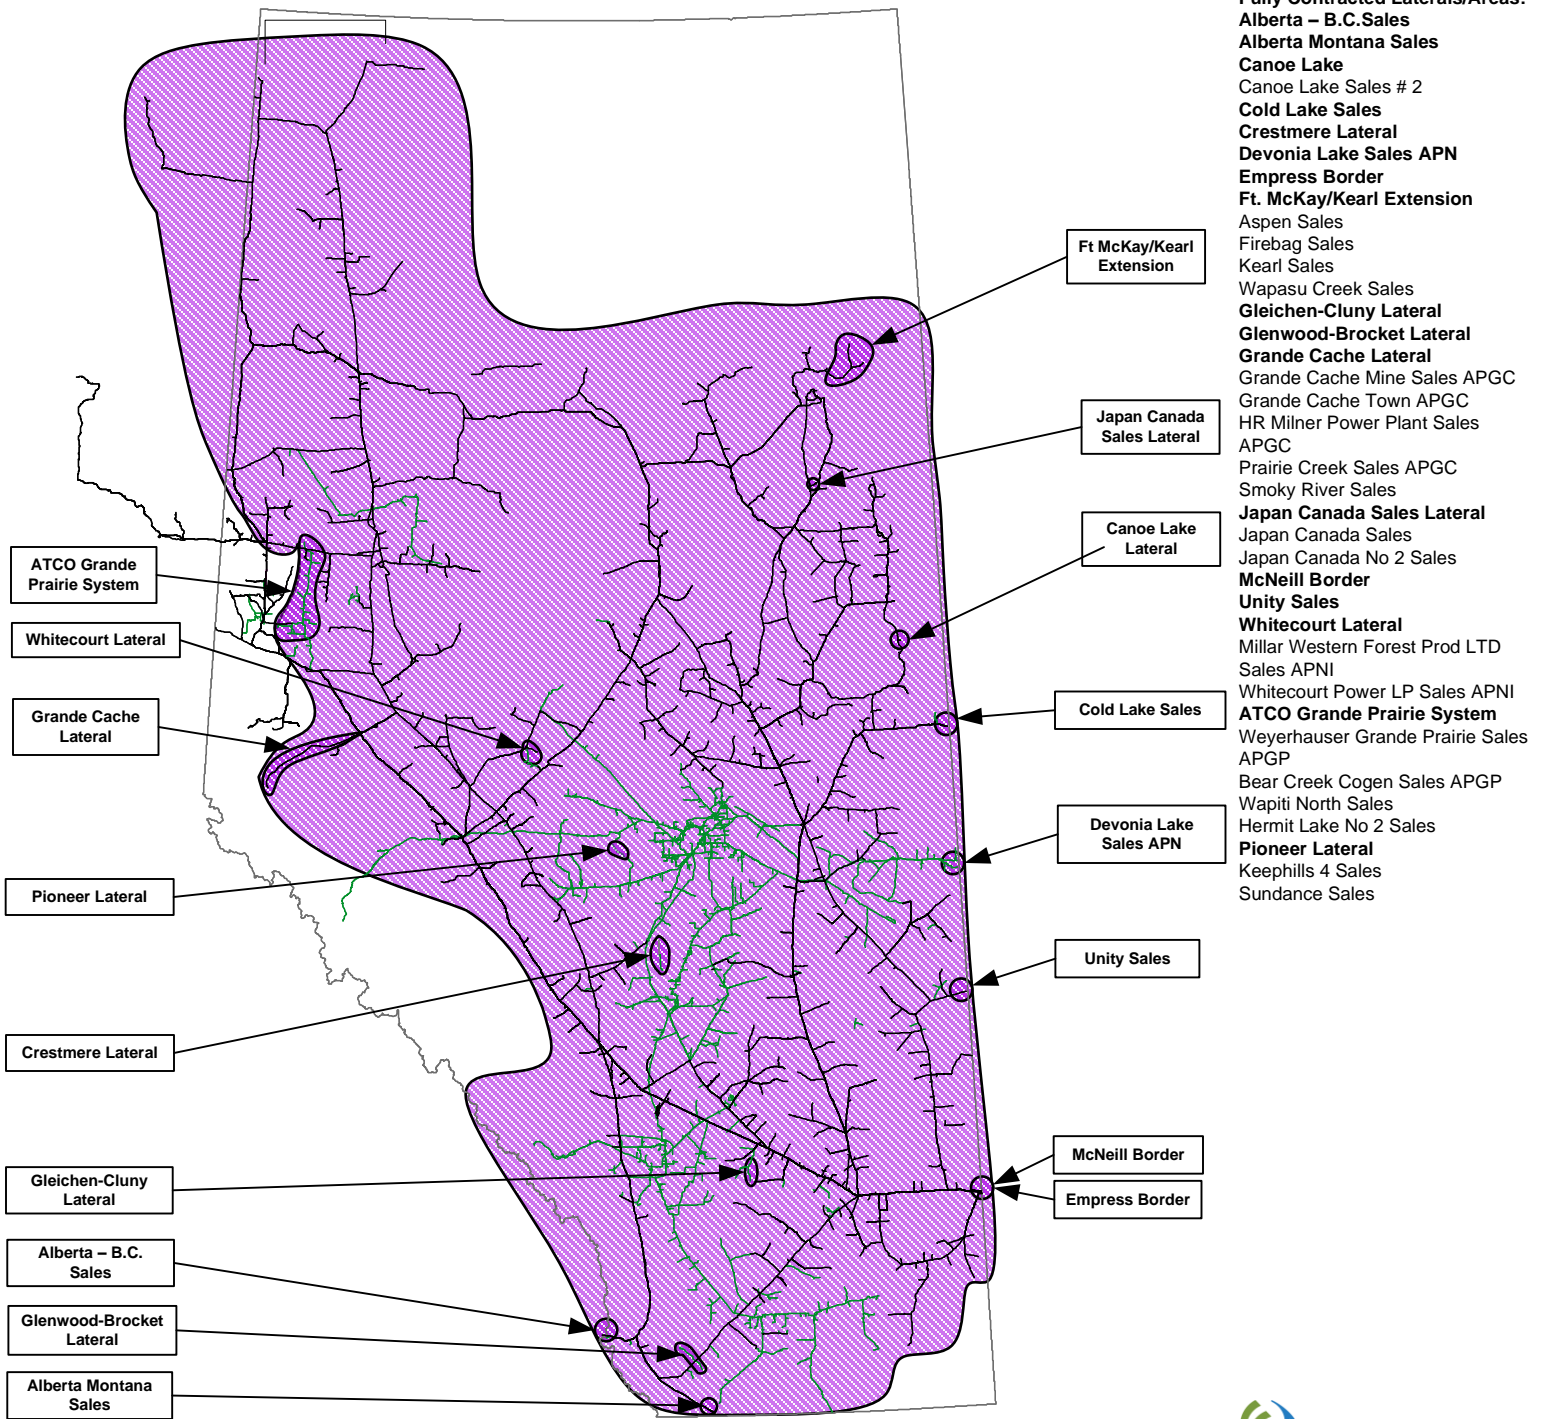 Fully Contracted Laterals/Areas:
Alberta – B.C.Sales
Alberta Montana Sales
Canoe Lake
Canoe Lake Sales # 2
Cold Lake Sales
Crestmere Lateral
Devonia Lake Sales APN
Empress Border
Ft. McKay/Kearl Extension
Aspen Sales
Firebag Sales
Kearl Sales
Wapasu Creek Sales
Gleichen-Cluny Lateral
Glenwood-Brocket Lateral
Grande Cache Lateral
Grande Cache Mine Sales APGC
Grande Cache Town APGC
HR Milner Power Plant Sales
APGC
Prairie Creek Sales APGC
Smoky River Sales
Japan Canada Sales Lateral
Japan Canada Sales
Japan Canada No 2 Sales
McNeill Border
Unity Sales
Whitecourt Lateral
Millar Western Forest Prod LTD
Sales APNI
Whitecourt Power LP Sales APNI
ATCO Grande Prairie System
Weyerhauser Grande Prairie Sales
APGP
Bear Creek Cogen Sales APGP
Wapiti North Sales
Hermit Lake No 2 Sales
Pioneer Lateral
Keephills 4 Sales
Sundance Sales
Ft McKay/Kearl
Extension
Japan Canada
Sales Lateral
Canoe Lake
Lateral
Cold Lake Sales
Devonia Lake
Sales APN
Unity Sales
McNeill Border
Empress Border
ATCO Grande
Prairie System
Whitecourt Lateral
Grande Cache
Lateral
Pioneer Lateral
Crestmere Lateral
Gleichen-Cluny
Lateral
Alberta – B.C.
Sales
Glenwood-Brocket
Lateral
Alberta Montana
Sales